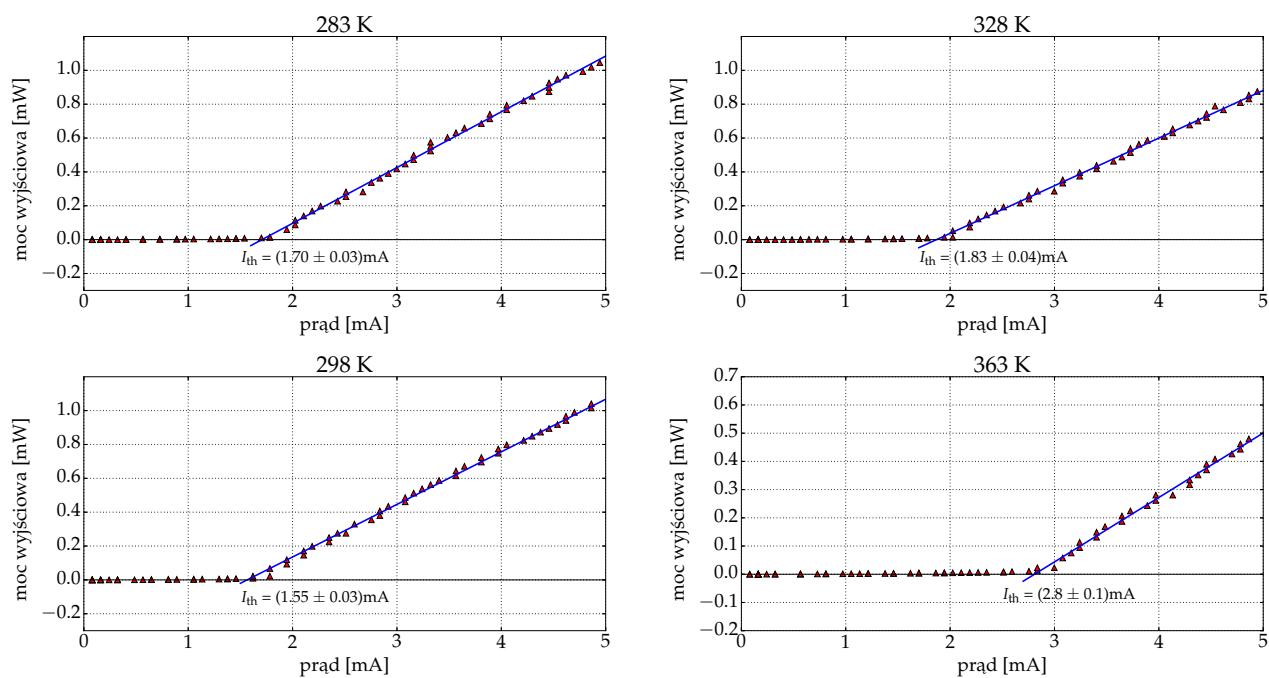 283 K
moc wyjściowa [mW]
1.0
0.8
0.6
0.4
0.2
0.0
−0.2
I_th = (1.70 ± 0.03)mA
0 1 2 3 4 5
prąd [mA]
328 K
moc wyjściowa [mW]
1.0
0.8
0.6
0.4
0.2
0.0
−0.2
I_th = (1.83 ± 0.04)mA
0 1 2 3 4 5
prąd [mA]
298 K
moc wyjściowa [mW]
1.0
0.8
0.6
0.4
0.2
0.0
−0.2
I_th = (1.55 ± 0.03)mA
0 1 2 3 4 5
prąd [mA]
363 K
moc wyjściowa [mW]
0.7
0.6
0.5
0.4
0.3
0.2
0.1
0.0
−0.1
−0.2
I_th = (2.8 ± 0.1)mA
0 1 2 3 4 5
prąd [mA]